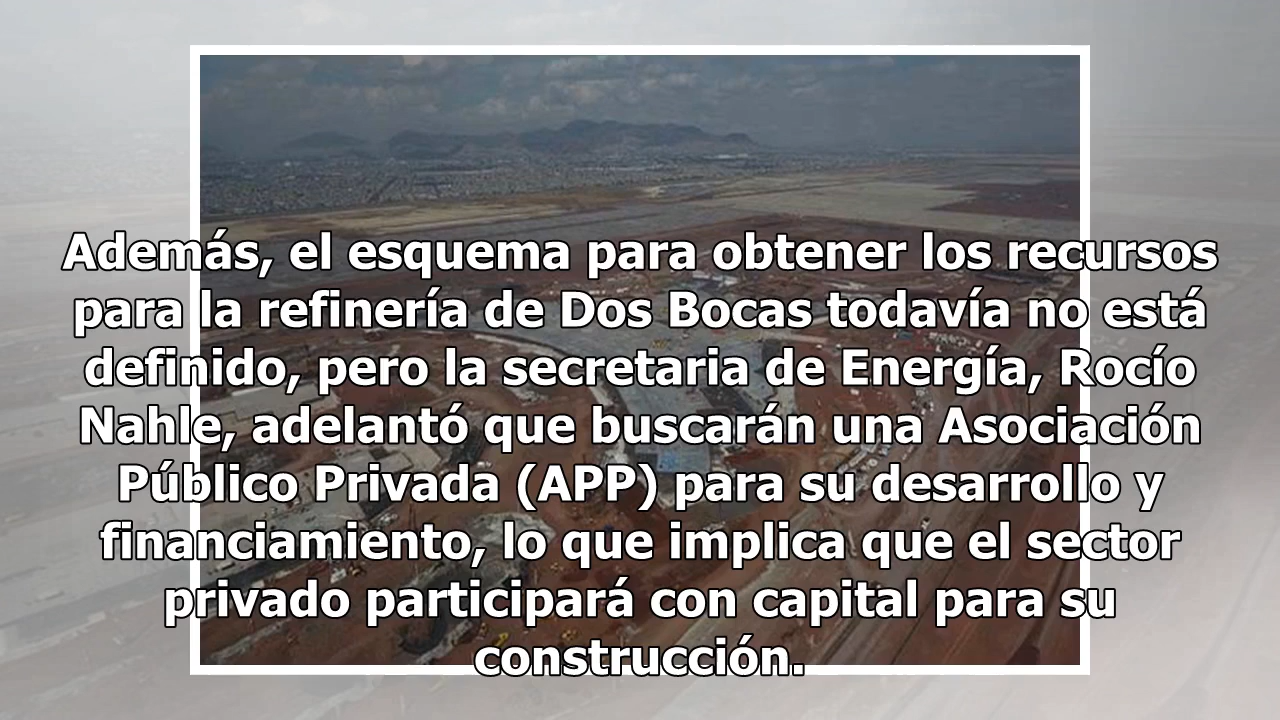 Además, el esquema para obtener los recursos
para la refinería de Dos Bocas todavía no está
definido, pero la secretaria de Energía, Rocío
Nahle, adelantó que buscarán una Asociación
Público Privada (APP) para su desarrollo y
financiamiento, lo que implica que el sector
privado participará con capital para su
construcción.